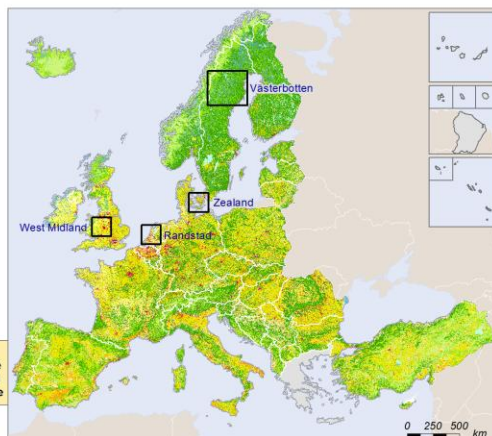 Västerbotten
Zealand
West Midland
Randstad
e
e
0 250 500
km